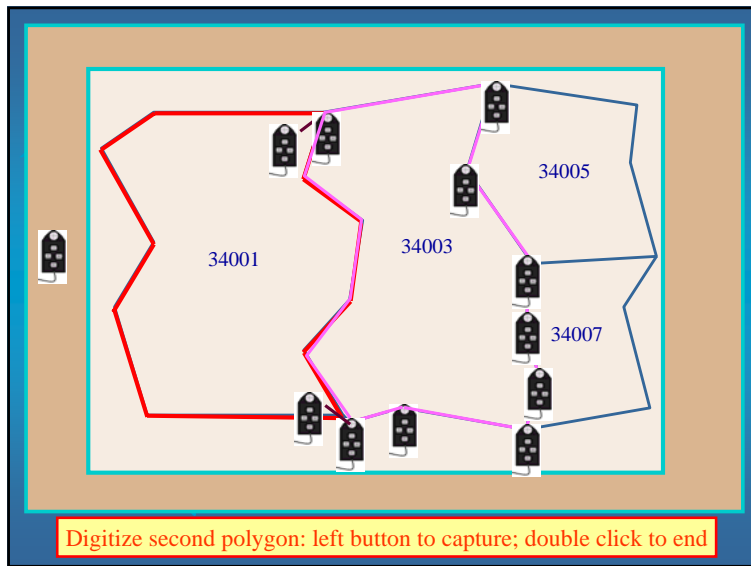 34005
34001
34003
34007
Digitize second polygon: left button to capture; double click to end